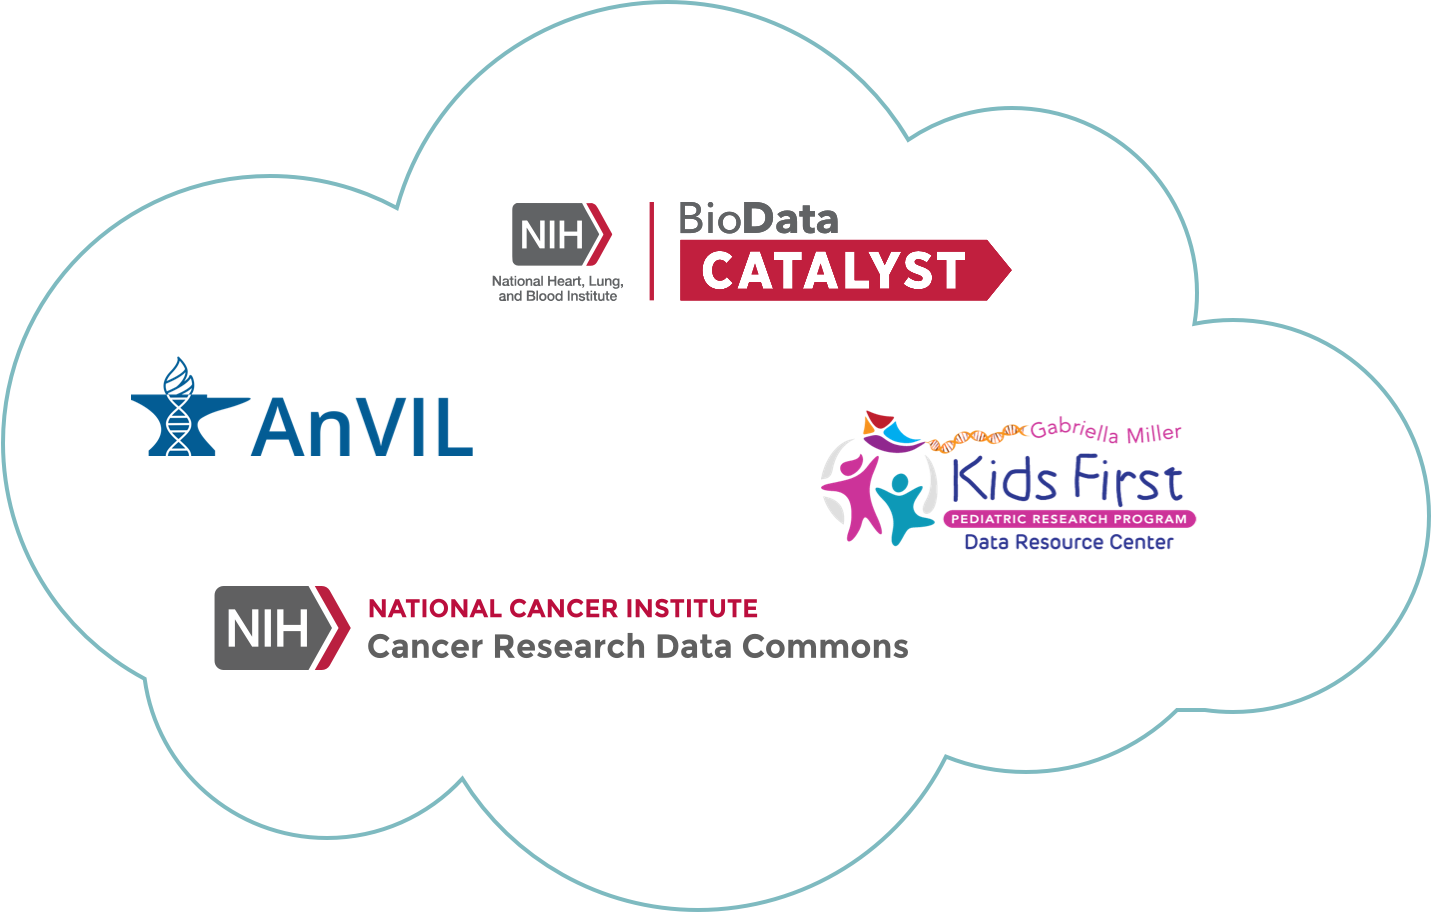 NIH
National Heart, Lung,
and Blood Institute
BioData
CATALYST
AnVIL
Gabriella Miller
Kids First
PEDIATRIC RESEARCH PROGRAM
Data Resource Center
NIH
NATIONAL CANCER INSTITUTE
Cancer Research Data Commons